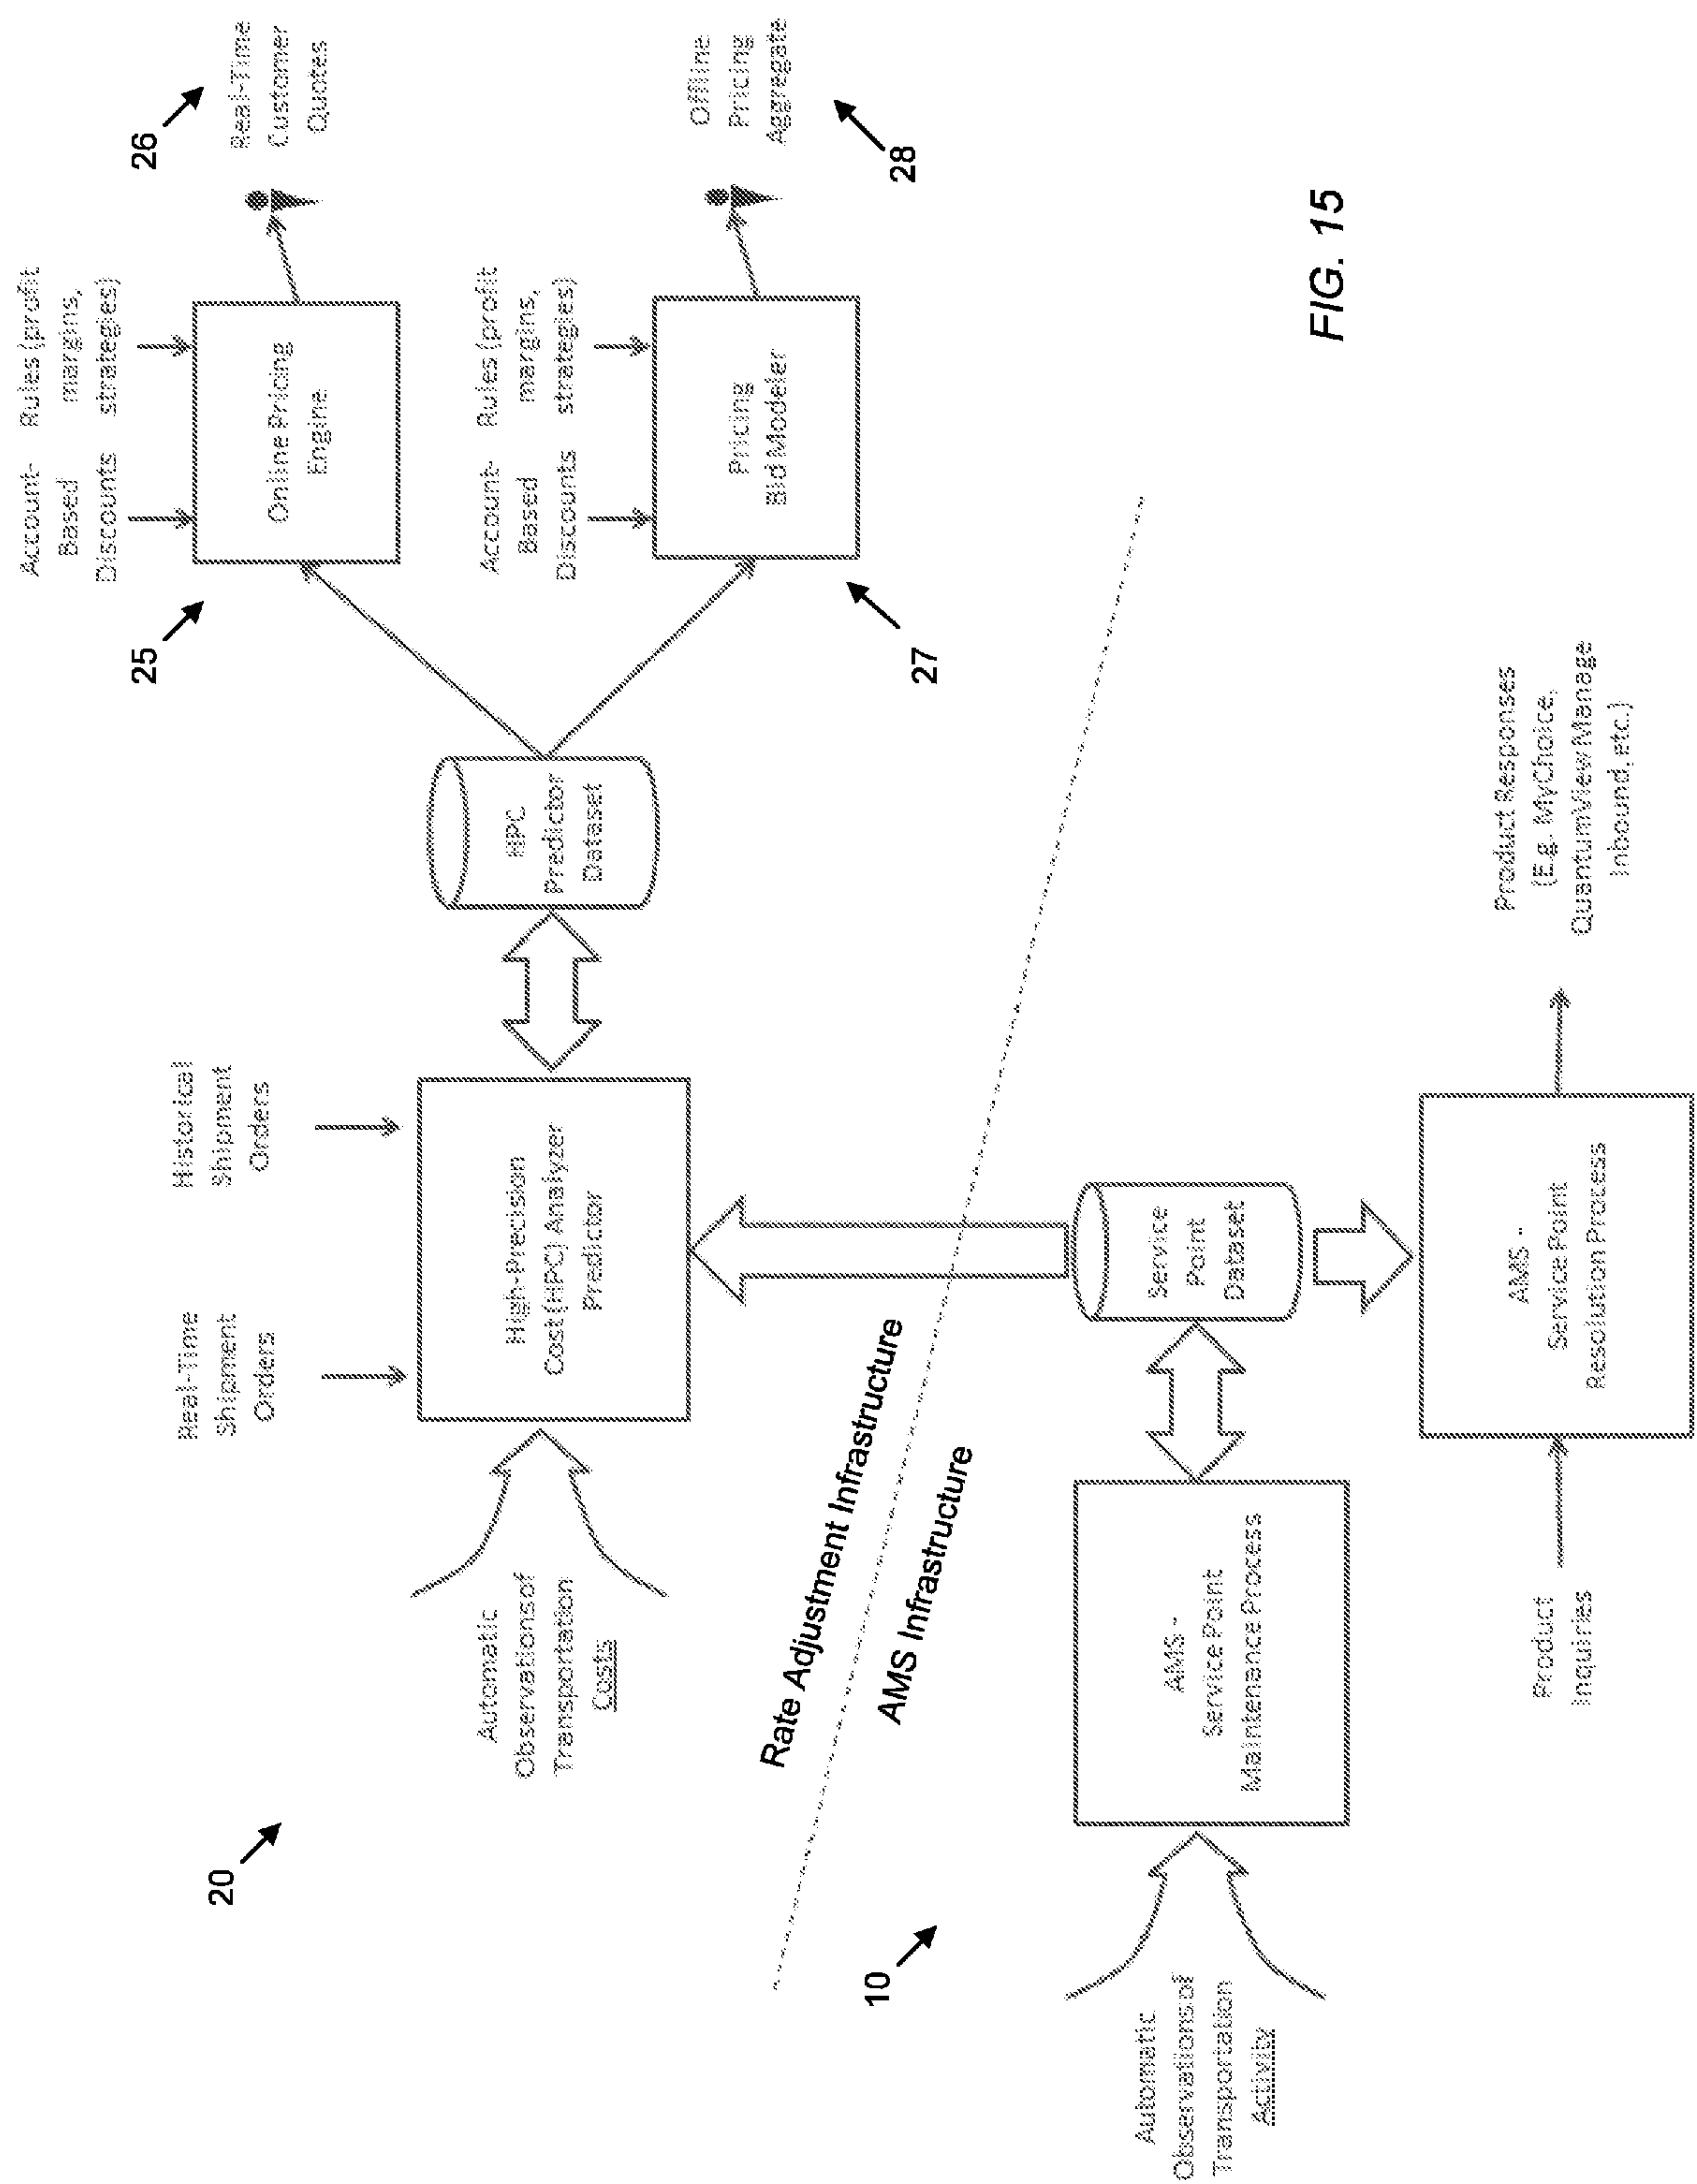 20
Real-Time
Shipment
Orders
Historical
Shipment
Orders
Automatic
Observations of
Transportation
Costs
High-Precision
Cost (HPC) Analyzer
Predictor
HPC
Predictor
Dataset
25
Account-
Based
Discounts
Rules (profit
margins,
strategies)
Online Pricing
Engine
26
Real-Time
Customer
Quotes
Account-
Based
Discounts
Rules (profit
margins,
strategies)
Pricing
Bid Modeler
27
Offline
Pricing
Aggregate
28
Rate Adjustment Infrastructure
AMS Infrastructure
10
Automatic
Observations of
Transportation
Activity
AMS -
Service Point
Maintenance Process
Service
Point
Dataset
Product
Inquiries
AMS -
Service Point
Resolution Process
Product Responses
(E.g. MyChoice,
QuantumView Manage
Inbound, etc.)
FIG. 15